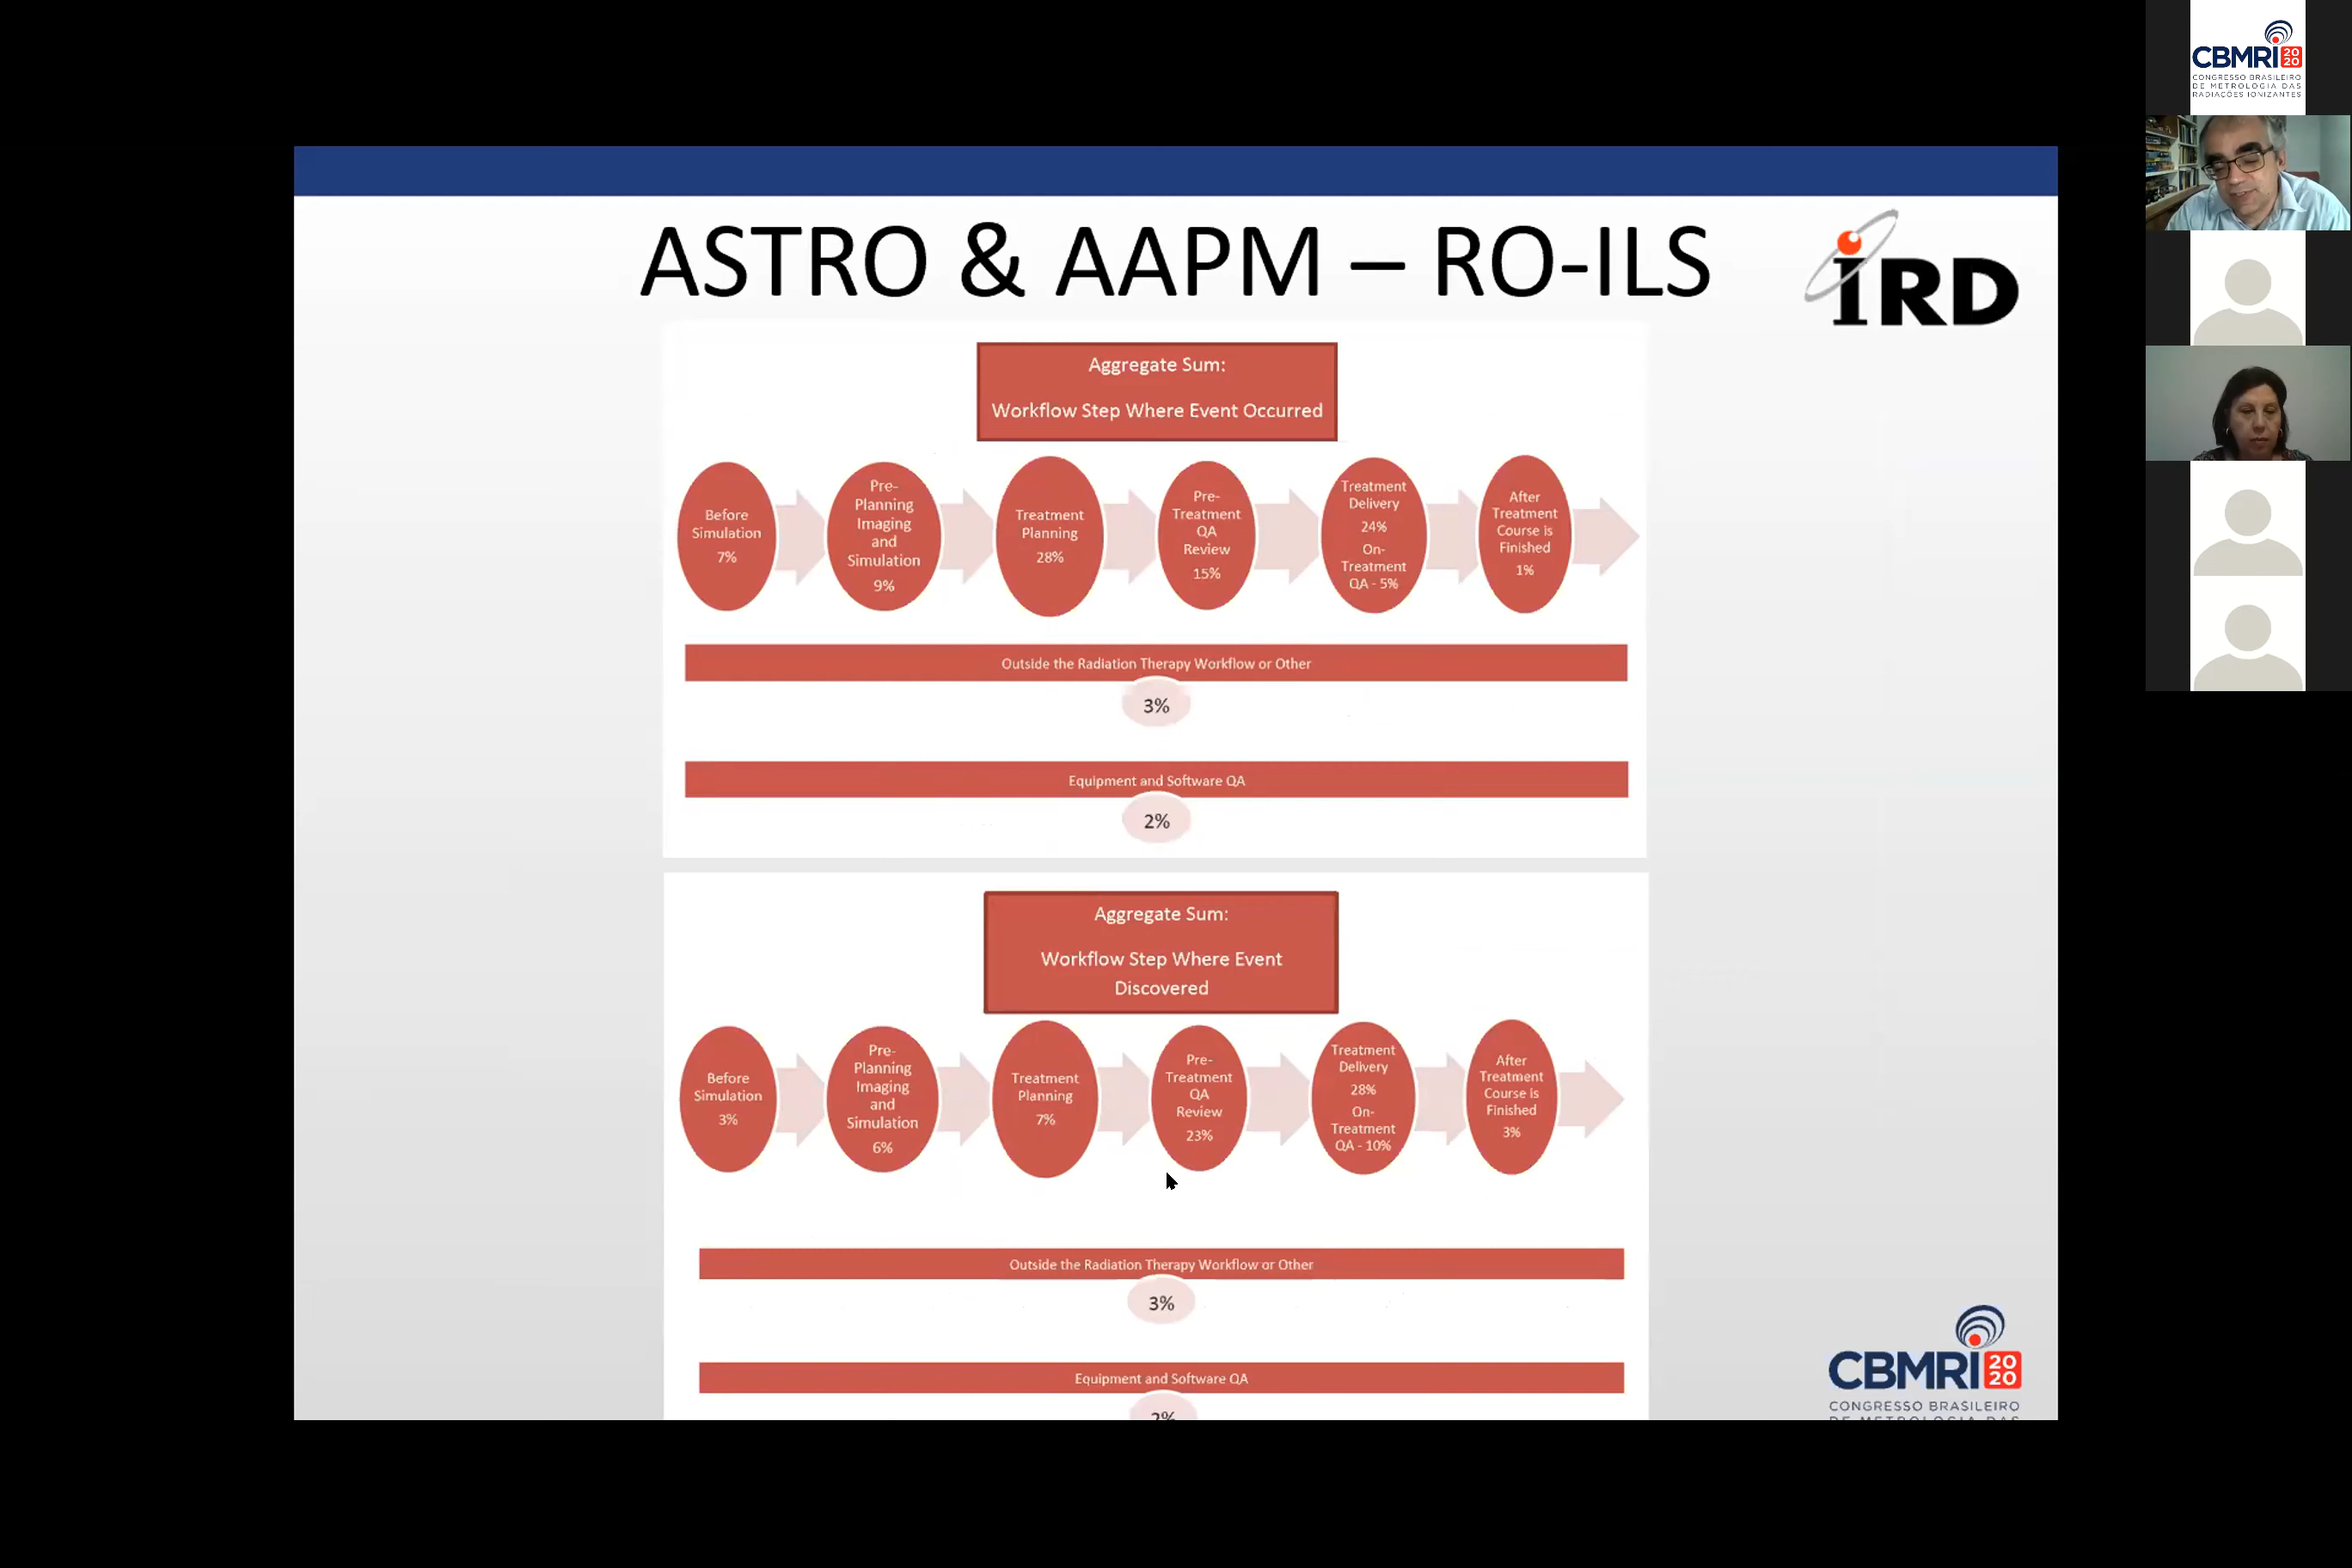 ASTRO & AAPM – RO-ILS
IRD
Aggregate Sum:
Workflow Step Where Event Occurred
Before
Simulation
7%
Pre-
Planning
Imaging
and
Simulation
9%
Treatment
Planning
28%
Pre-
Treatment
QA
Review
15%
Treatment
Delivery
24%
On-
Treatment
QA - 5%
After
Treatment
Course is
Finished
1%
Outside the Radiation Therapy Workflow or Other
3%
Equipment and Software QA
2%
Aggregate Sum:
Workflow Step Where Event
Discovered
Before
Simulation
3%
Pre-
Planning
Imaging
and
Simulation
6%
Treatment
Planning
7%
Pre-
Treatment
QA
Review
23%
Treatment
Delivery
28%
On-
Treatment
QA - 10%
After
Treatment
Course is
Finished
3%
Outside the Radiation Therapy Workflow or Other
3%
Equipment and Software QA
CBMRI 20
20
CONGRESSO BRASILEIRO
DE METROLOGIA DAS
CBMRI 20
20
CONGRESSO BRASILEIRO
DE METROLOGIA DAS
RADIAÇÕES IONIZANTES